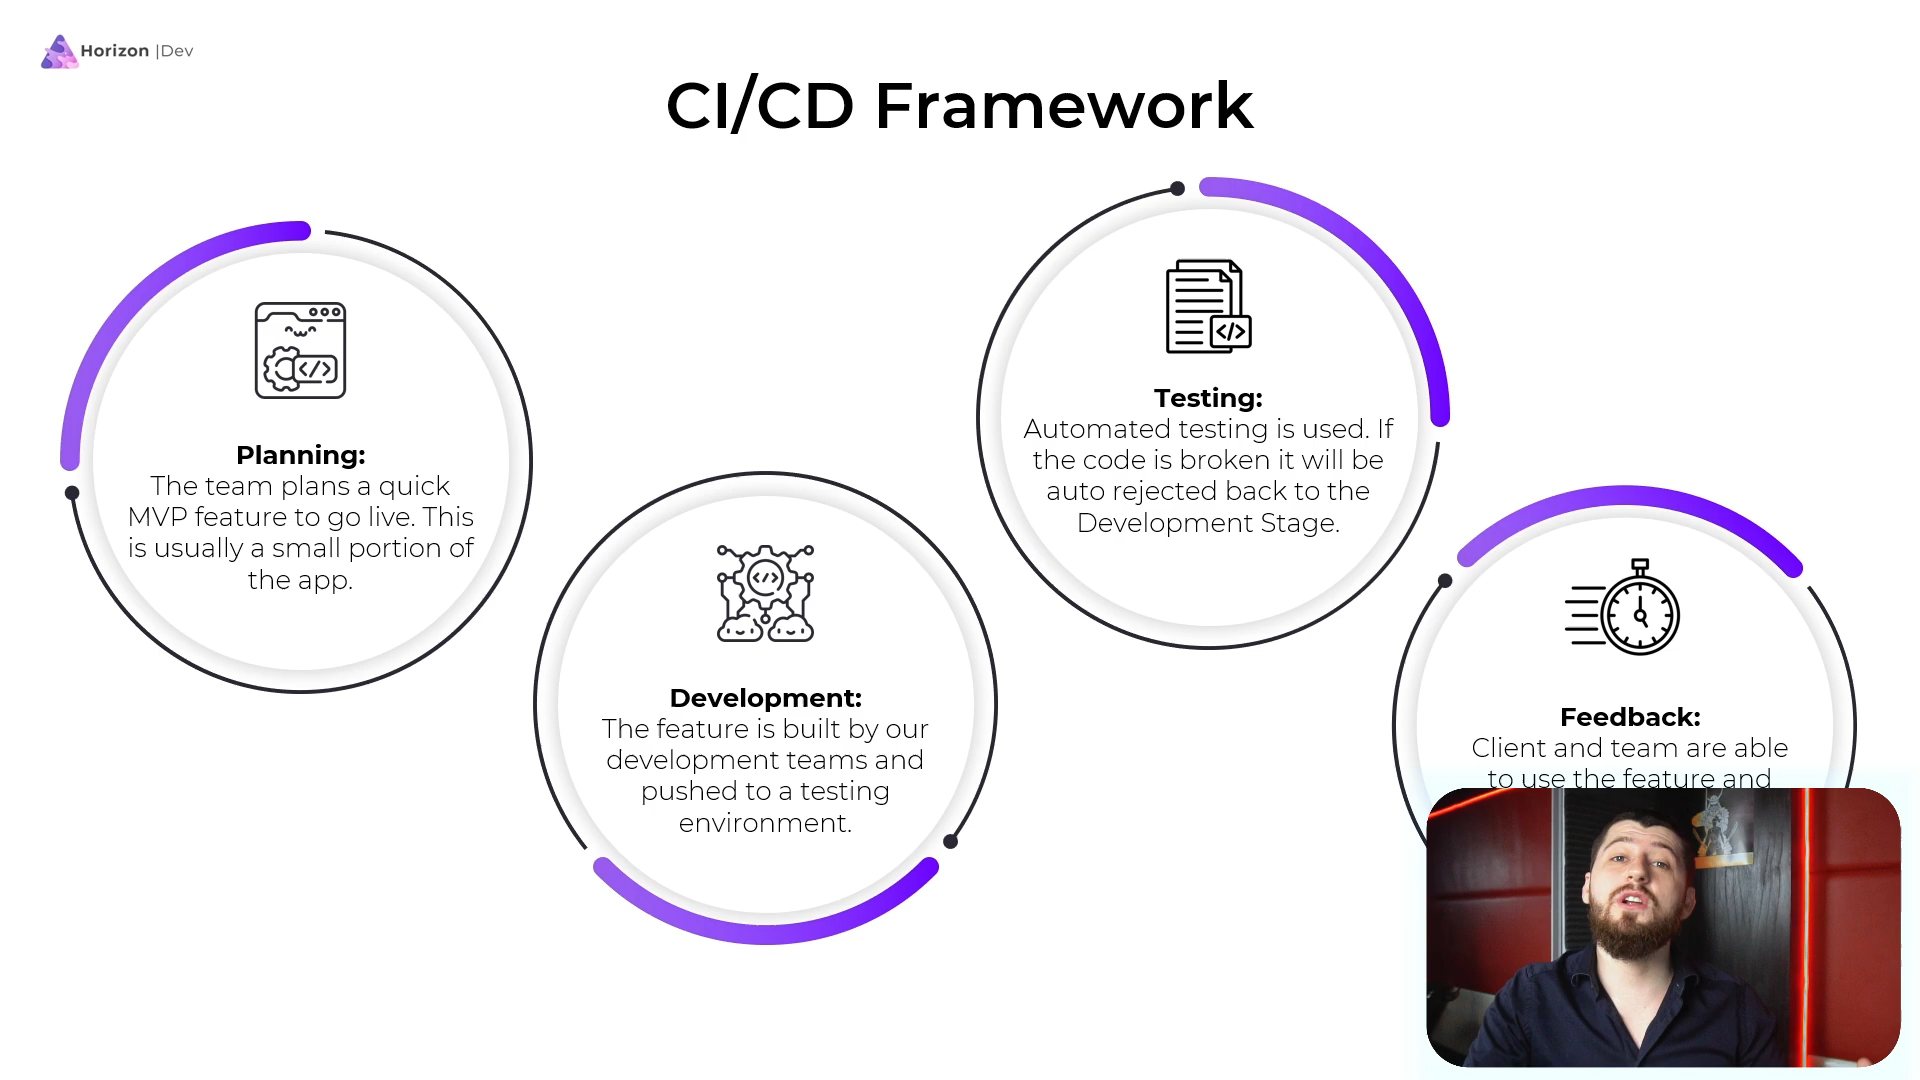 Horizon |Dev
CI/CD Framework
Planning:
The team plans a quick
MVP feature to go live. This
is usually a small portion of
the app.
</>
Development:
The feature is built by our
development teams and
pushed to a testing
environment.
</>
Testing:
Automated testing is used. If
the code is broken it will be
auto rejected back to the
Development Stage.
</>
Feedback:
Client and team are able
to use the feature and